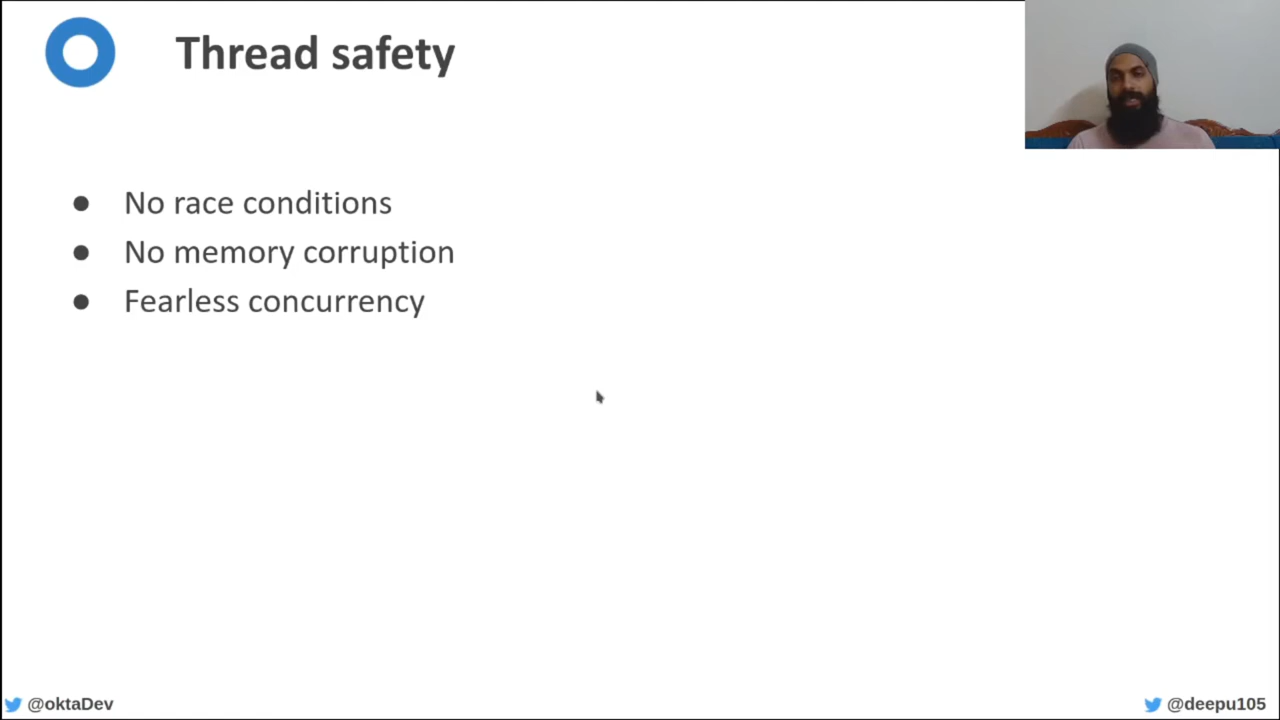 Thread safety
● No race conditions
● No memory corruption
● Fearless concurrency
@oktaDev
@deepu105